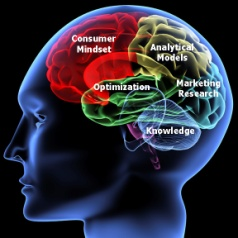 Consumer
Mindset
Analytical
Models
Optimization
Marketing
Research
Knowledge